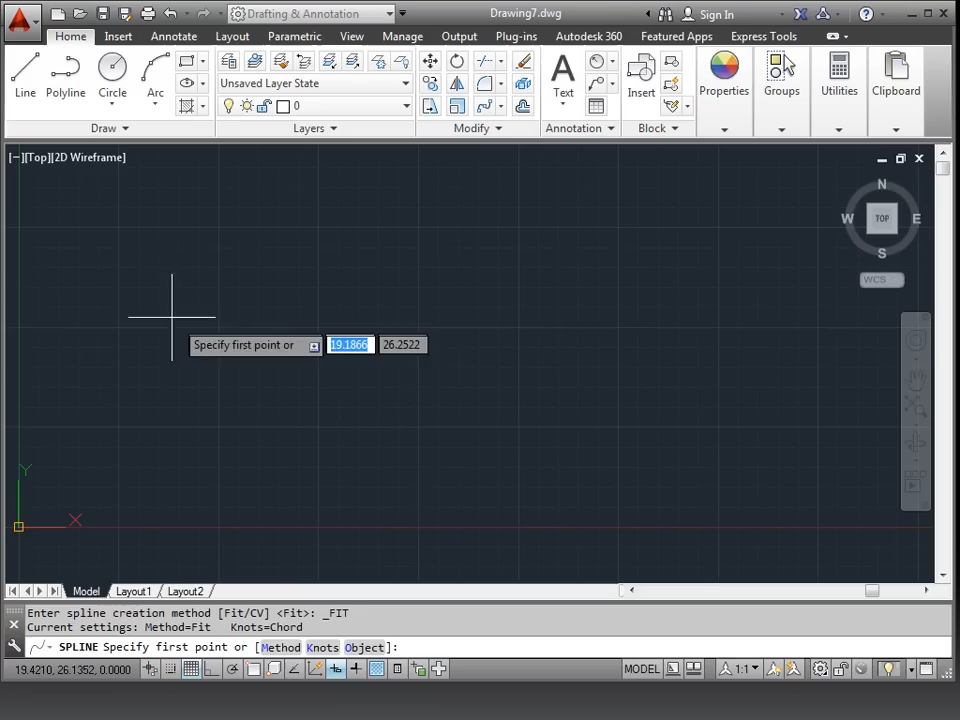 Drafting & Annotation
Drawing7.dwg
Sign In
Home Insert Annotate Layout Parametric View Manage Output Plug-ins Autodesk 360 Featured Apps Express Tools
Unsaved Layer State
Line Polyline Circle Arc
0
Text
Insert
Properties Groups Utilities Clipboard
Draw Layers Modify Annotation Block
[−][Top][2D Wireframe]
N
W TOP E
S
WCS
Specify first point or 19.1866 26.2522
Y
X
Model Layout1 Layout2
Enter spline creation method [Fit/CV] <Fit>: _FIT
Current settings: Method=Fit Knots=Chord
SPLINE Specify first point or [Method Knots Object]:
19.4210, 26.1352, 0.0000
MODEL
1:1